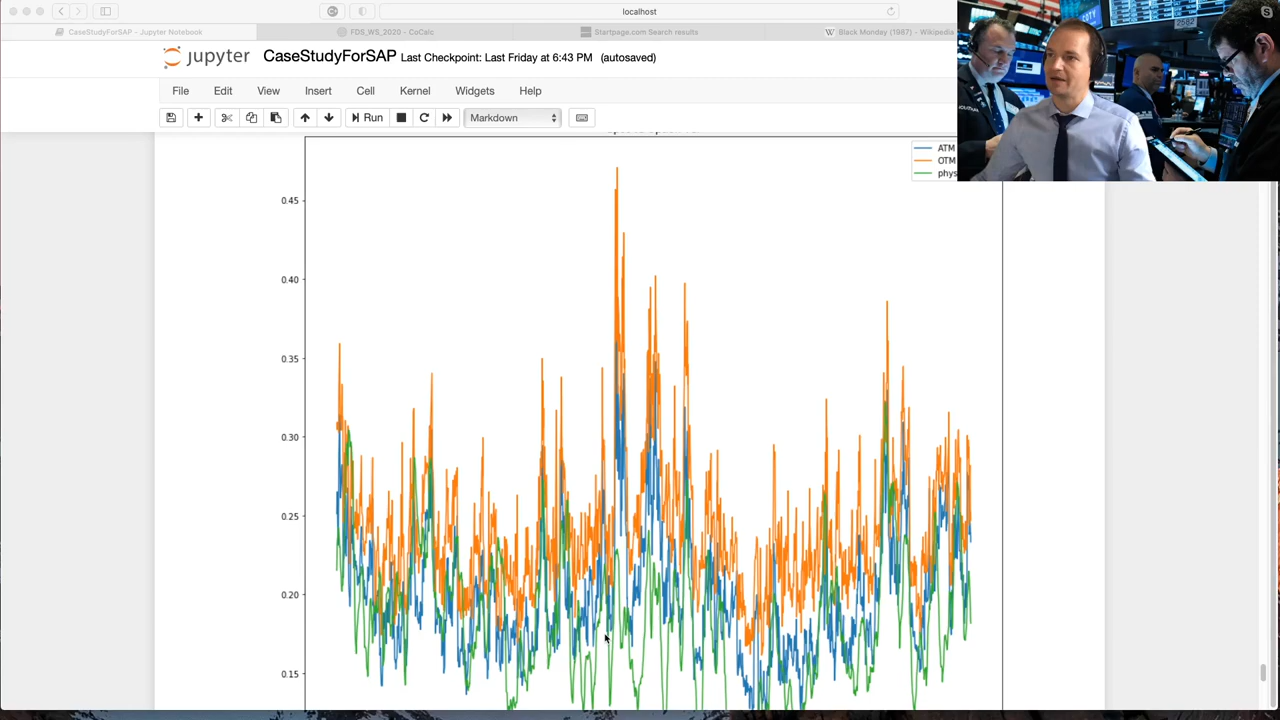 localhost
CaseStudyForSAP - Jupyter Notebook
FDS_WS_2020 - CoCalc
Startpage.com Search results
Black Monday (1987) - Wikipedia
jupyter CaseStudyForSAP Last Checkpoint: Last Friday at 6:43 PM (autosaved)
File Edit View Insert Cell Kernel Widgets Help
Run Markdown
ATM
OTM
phys
0.45
0.40
0.35
0.30
0.25
0.20
0.15
2582